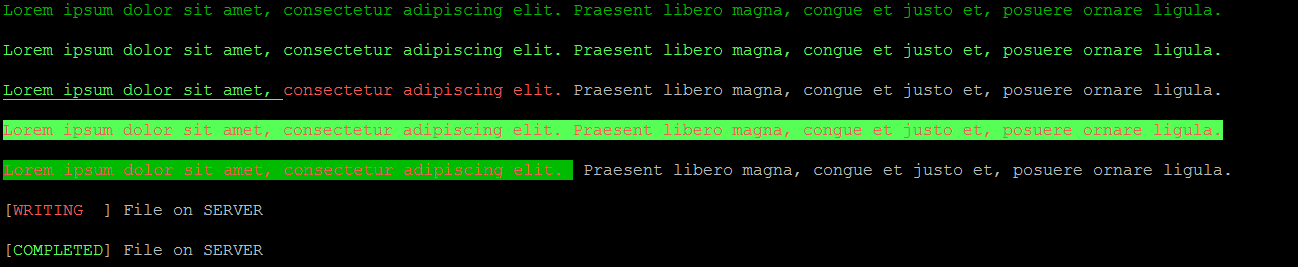 Lorem ipsum dolor sit amet, consectetur adipiscing elit. Praesent libero magna, congue et justo et, posuere ornare ligula.
Lorem ipsum dolor sit amet, consectetur adipiscing elit. Praesent libero magna, congue et justo et, posuere ornare ligula.
Lorem ipsum dolor sit amet, consectetur adipiscing elit. Praesent libero magna, congue et justo et, posuere ornare ligula.
Lorem ipsum dolor sit amet, consectetur adipiscing elit. Praesent libero magna, congue et justo et, posuere ornare ligula.
Lorem ipsum dolor sit amet, consectetur adipiscing elit. Praesent libero magna, congue et justo et, posuere ornare ligula.
[WRITING  ] File on SERVER
[COMPLETED] File on SERVER